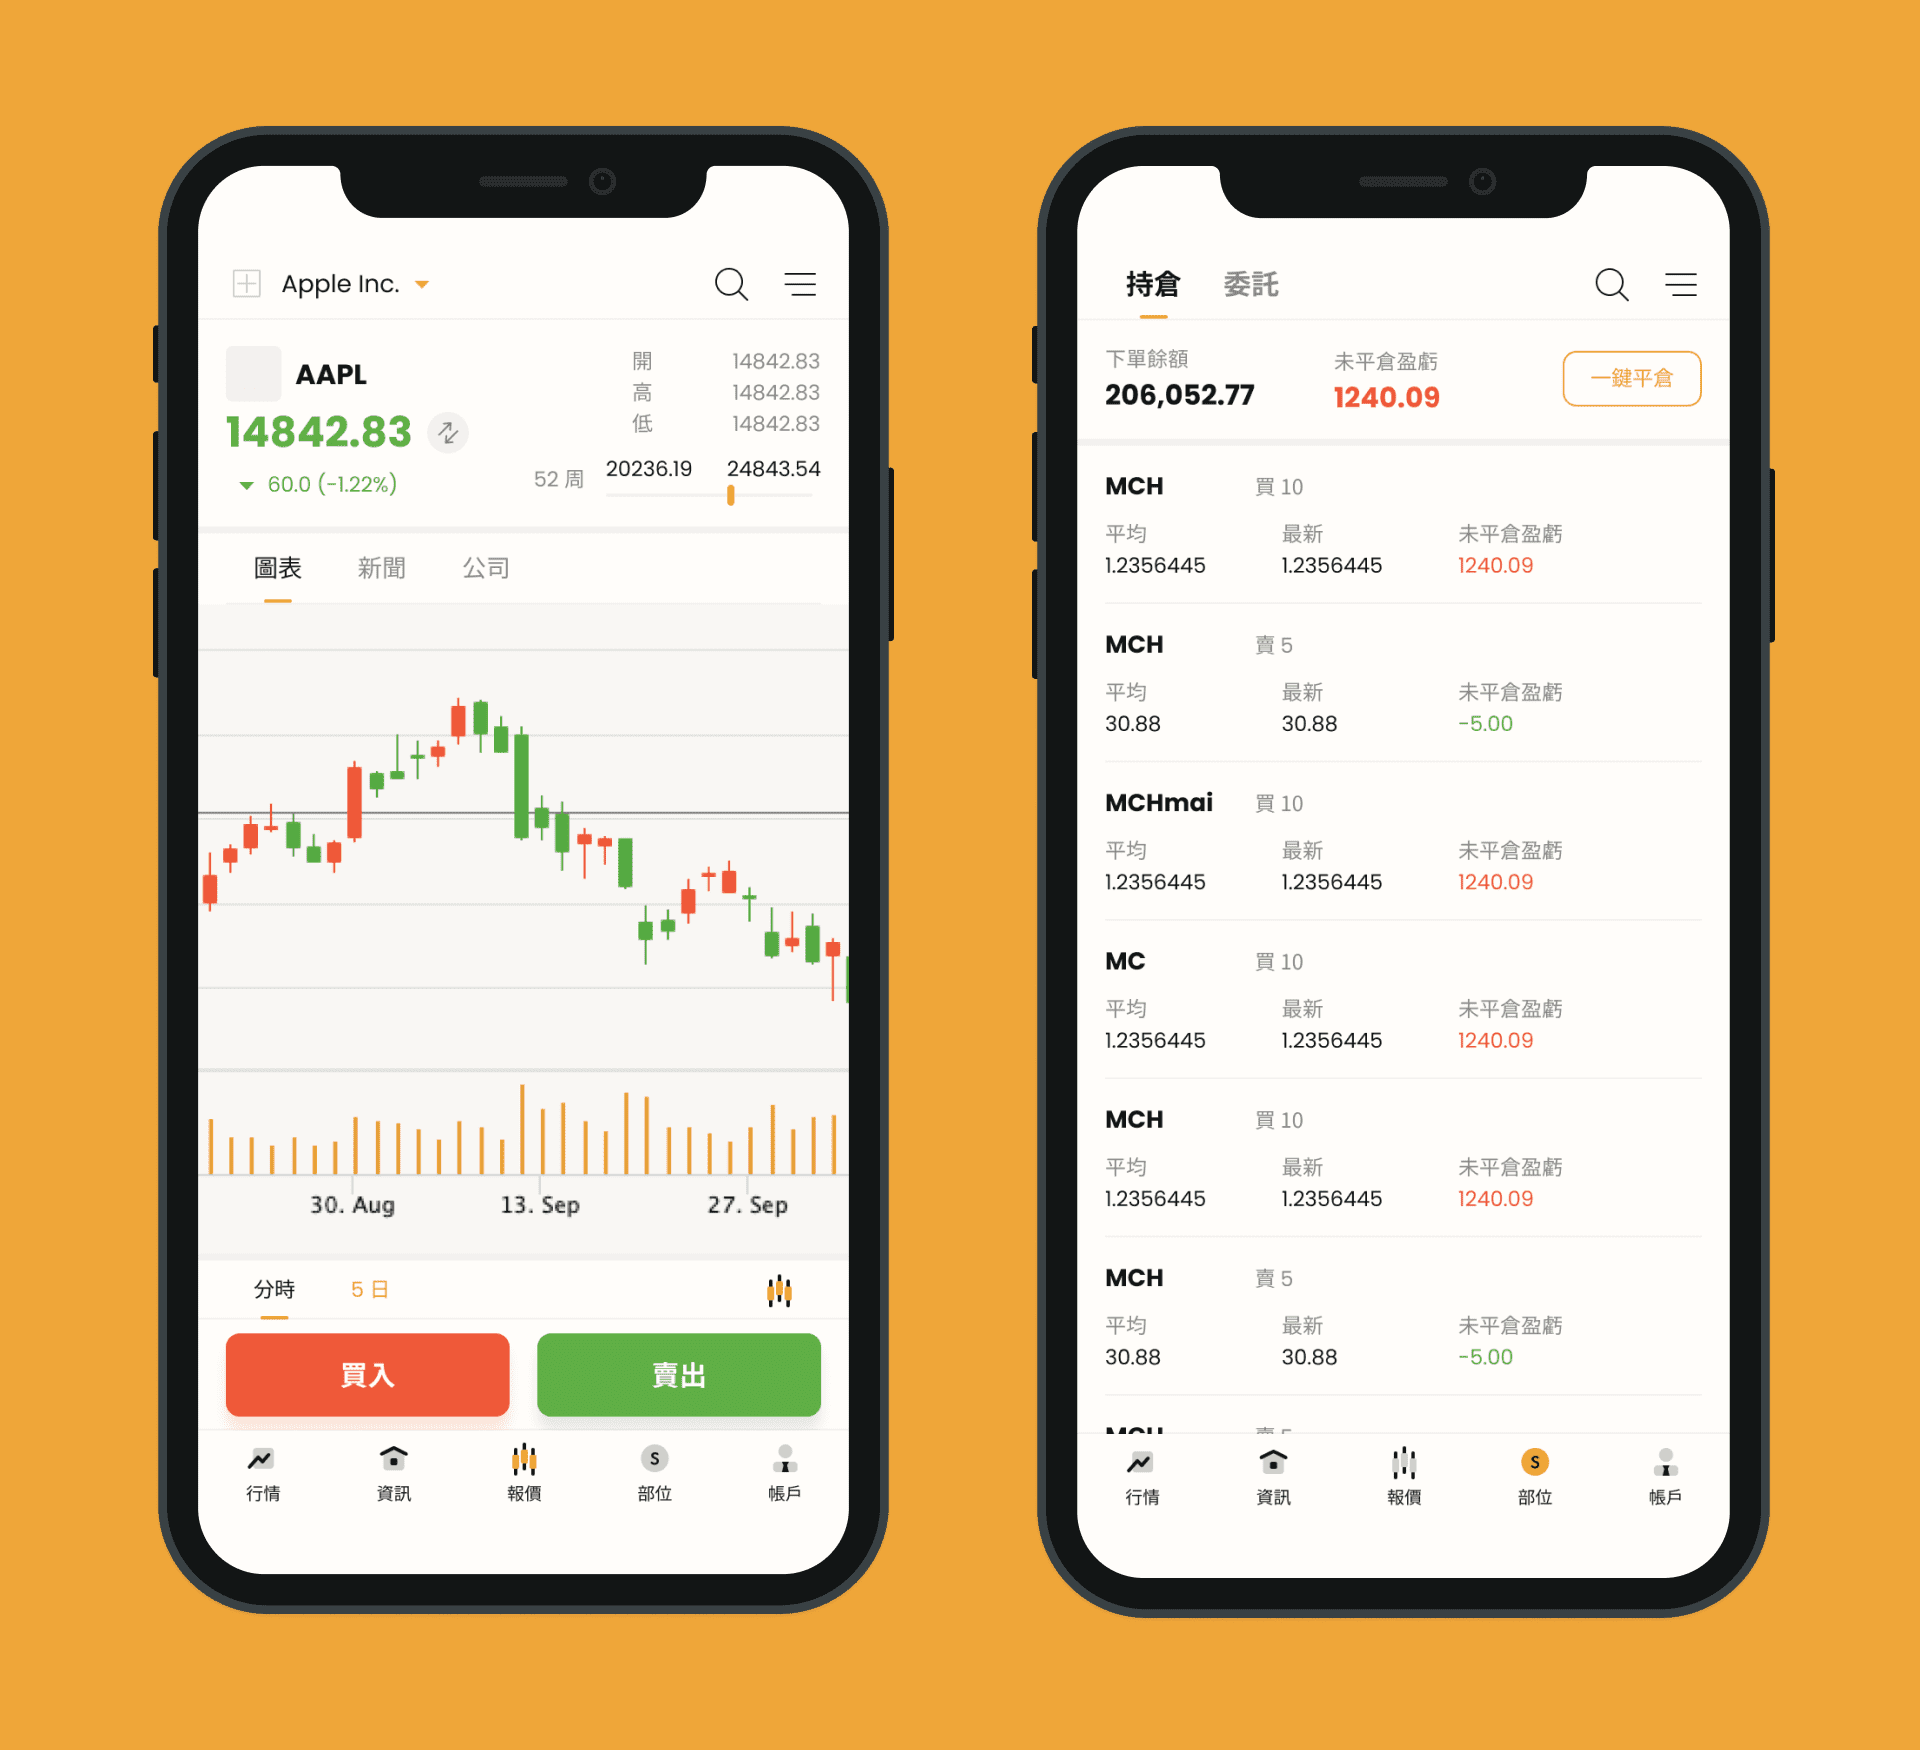 Apple Inc.
AAPL
14842.83
60.0 (-1.22%)
開 14842.83
高 14842.83
低 14842.83
52 周 20236.19 24843.54
圖表 新聞 公司
30. Aug 13. Sep 27. Sep
分時 5 日
買入 賣出
行情 資訊 報價 S 部位 帳戶
持倉 委託
下單餘額 未平倉盈虧
206,052.77 1240.09
一鍵平倉
MCH 買 10
平均 最新 未平倉盈虧
1.2356445 1.2356445 1240.09
MCH 賣 5
平均 最新 未平倉盈虧
30.88 30.88 -5.00
MCHmai 買 10
平均 最新 未平倉盈虧
1.2356445 1.2356445 1240.09
MC 買 10
平均 最新 未平倉盈虧
1.2356445 1.2356445 1240.09
MCH 買 10
平均 最新 未平倉盈虧
1.2356445 1.2356445 1240.09
MCH 賣 5
平均 最新 未平倉盈虧
30.88 30.88 -5.00
行情 資訊 報價 S 部位 帳戶